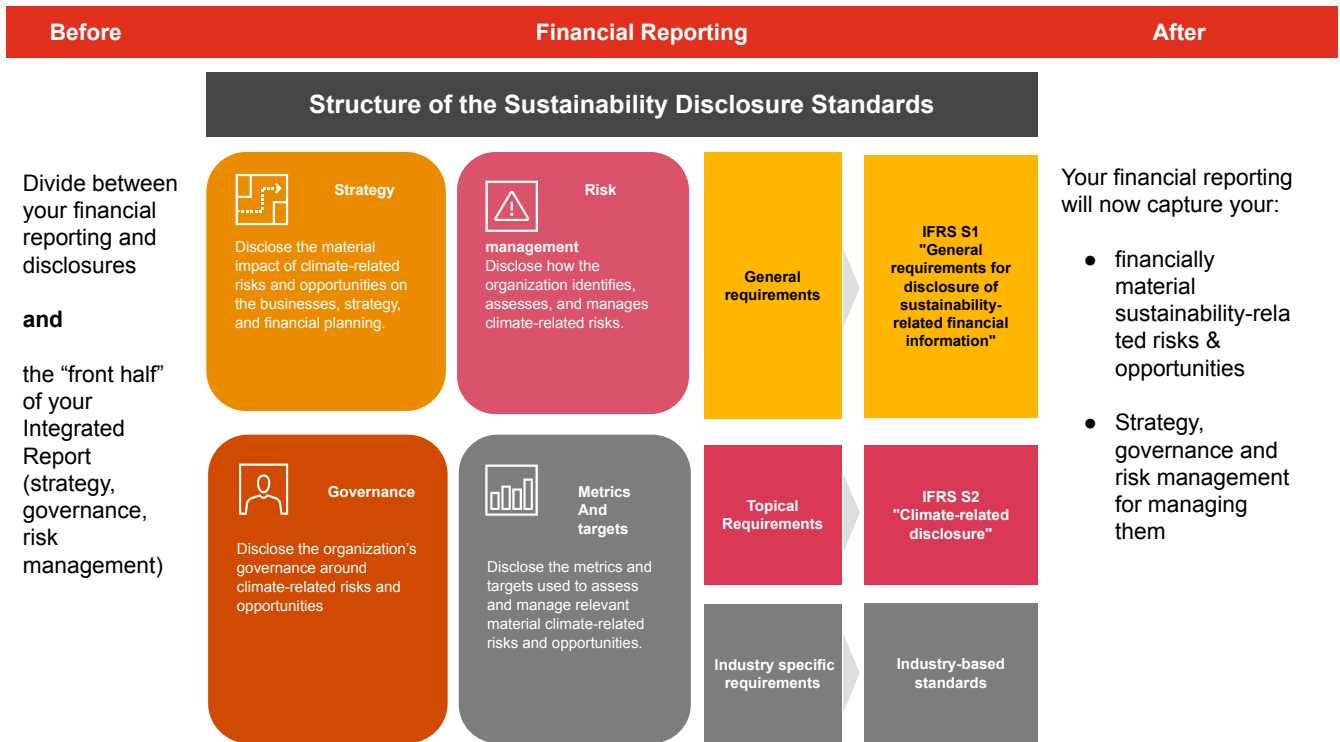 Before
Financial Reporting
After
Structure of the Sustainability Disclosure Standards
Divide between
your financial
reporting and
disclosures
and
the “front half”
of your
Integrated
Report
(strategy,
governance,
risk
management)
Strategy
Disclose the material
impact of climate-related
risks and opportunities on
the businesses, strategy,
and financial planning.
Risk
management
Disclose how the
organization identifies,
assesses, and manages
climate-related risks.
Governance
Disclose the organization’s
governance around
climate-related risks and
opportunities
Metrics
And
targets
Disclose the metrics and
targets used to assess
and manage relevant
material climate-related
risks and opportunities.
General
requirements
IFRS S1
"General
requirements for
disclosure of
sustainability-
related financial
information"
Topical
Requirements
IFRS S2
"Climate-related
disclosure"
Industry specific
requirements
Industry-based
standards
Your financial reporting
will now capture your:
● financially
material
sustainability-rela
ted risks &
opportunities
● Strategy,
governance and
risk management
for managing
them